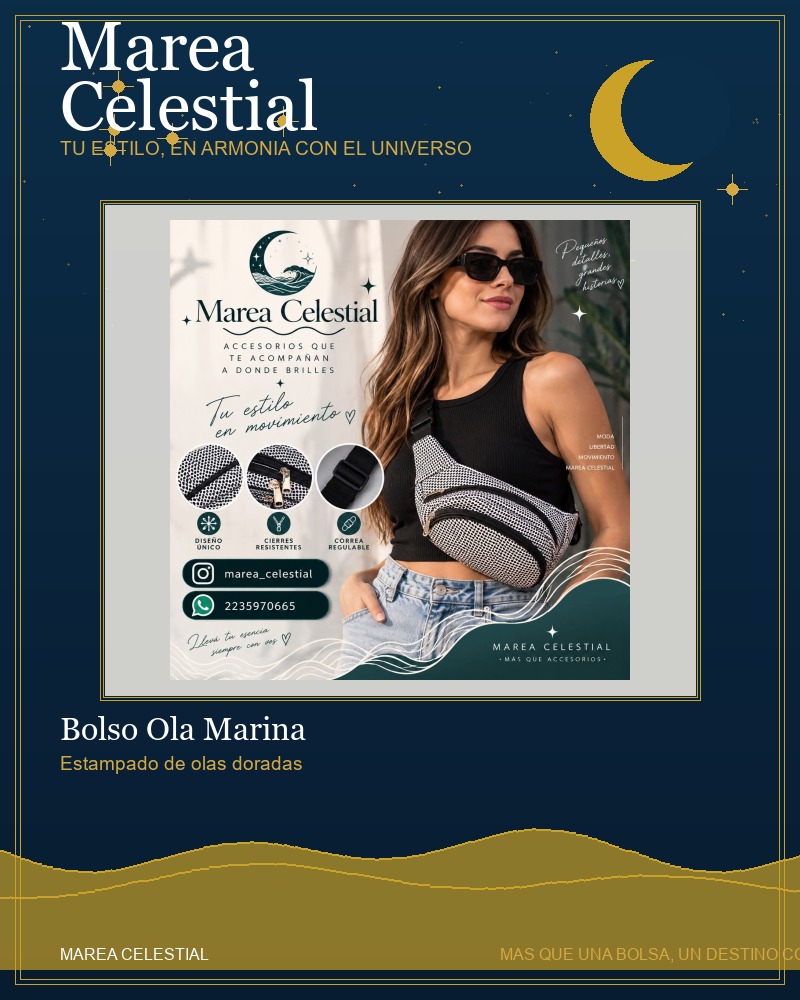 Marea
Celestial
TU ESTILO, EN ARMONIA CON EL UNIVERSO
Marea Celestial
ACCESORIOS QUE
TE ACOMPAÑAN
A DONDE BRILLES
Tu estilo
en movimiento
Pequeños
detalles,
grandes
historias
MODA
LIBERTAD
MOVIMIENTO
MAREA CELESTIAL
DISEÑO
ÚNICO
CIERRES
RESISTENTES
CORREA
REGULABLE
marea_celestial
2235970665
Llevá tu esencia
siempre con vos
MAREA CELESTIAL
·MÁS QUE ACCESORIOS·
Bolso Ola Marina
Estampado de olas doradas
MAREA CELESTIAL
MAS QUE UNA BOLSA, UN DESTINO CO